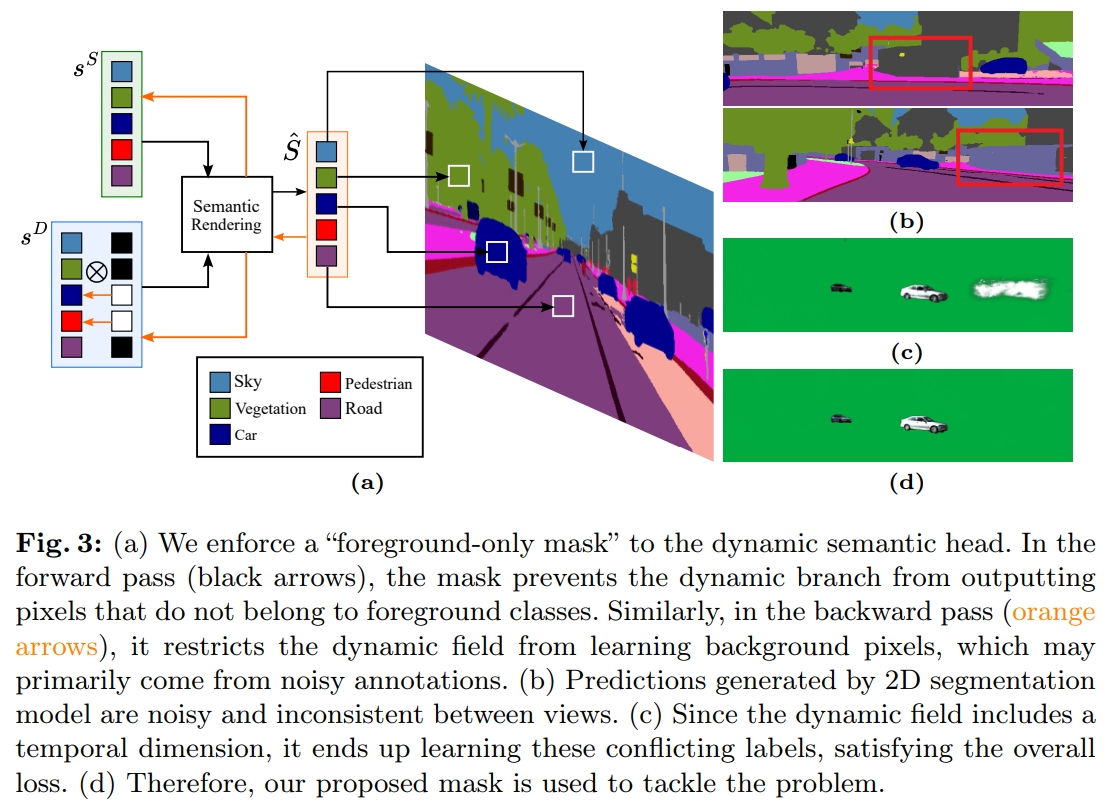 s^S
Ŝ
Semantic
Rendering
s^D
⊗
Sky
Pedestrian
Vegetation
Road
Car
(a)
(b)
(c)
(d)
Fig. 3: (a) We enforce a “foreground-only mask” to the dynamic semantic head. In the
forward pass (black arrows), the mask prevents the dynamic branch from outputting
pixels that do not belong to foreground classes. Similarly, in the backward pass (orange
arrows), it restricts the dynamic field from learning background pixels, which may
primarily come from noisy annotations. (b) Predictions generated by 2D segmentation
model are noisy and inconsistent between views. (c) Since the dynamic field includes a
temporal dimension, it ends up learning these conflicting labels, satisfying the overall
loss. (d) Therefore, our proposed mask is used to tackle the problem.